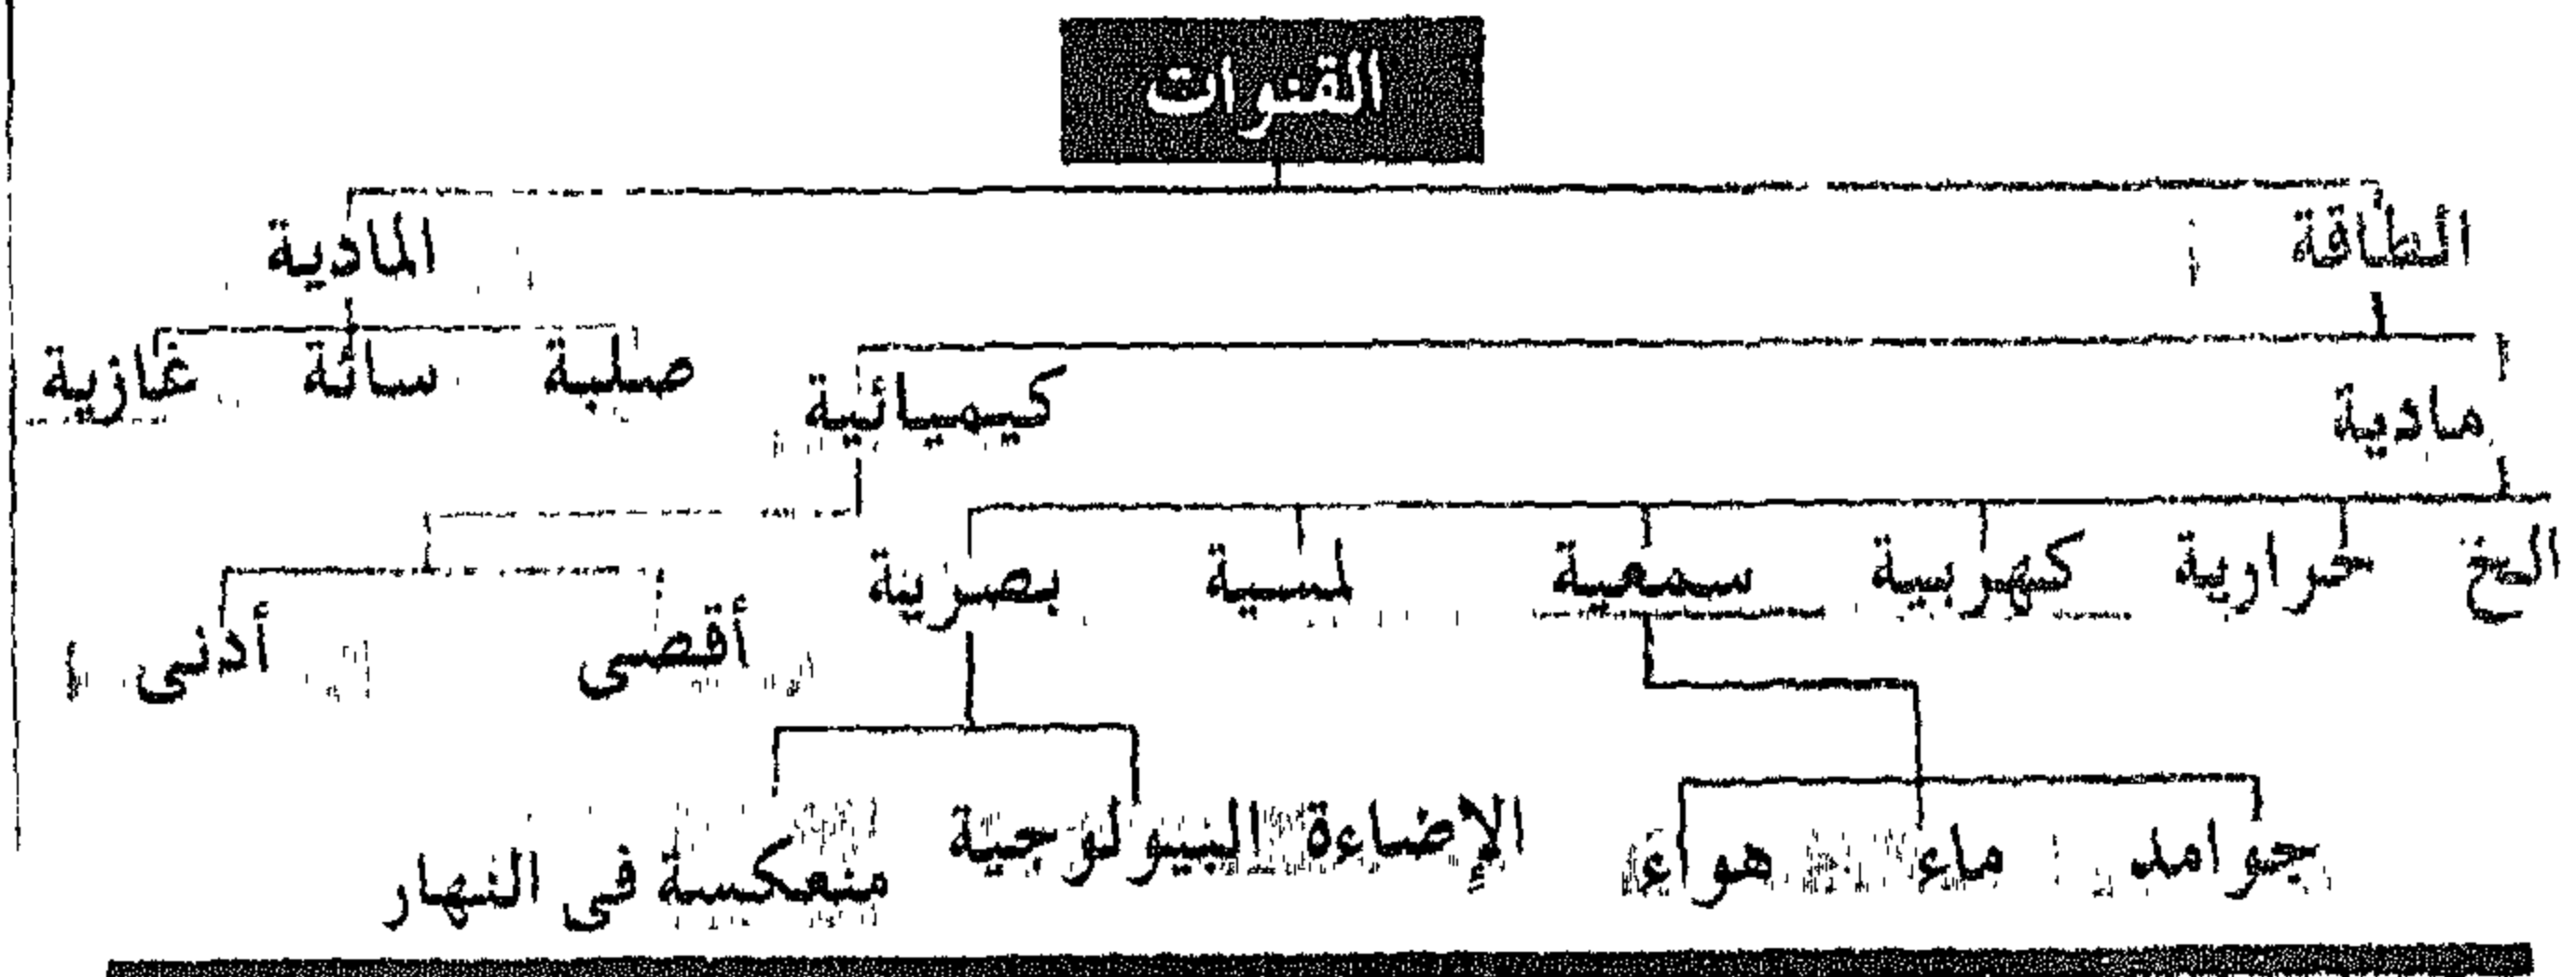 القنوات
الطاقة المادية
صلبة سائة غازية
مادية كيميائية
الخ حرارية كهربية سمعية لمسية بصرية
أقصى أدنى
جوامد ماء هواء الإضاءة البيولوجية منعكسة فى النهار